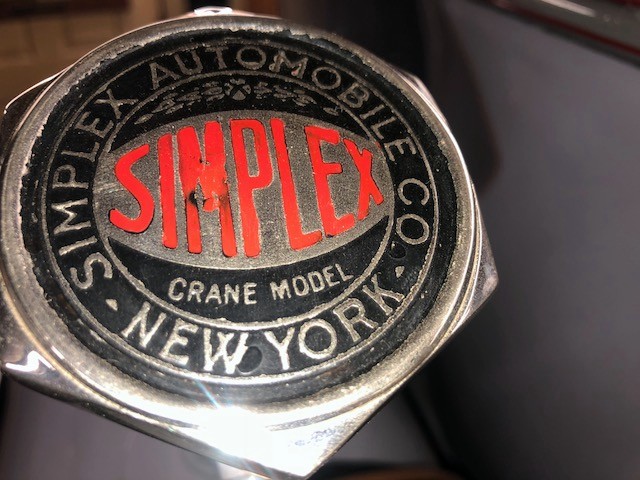 SIMPLEX AUTOMOBILE CO.
SIMPLEX
CRANE MODEL
NEW YORK